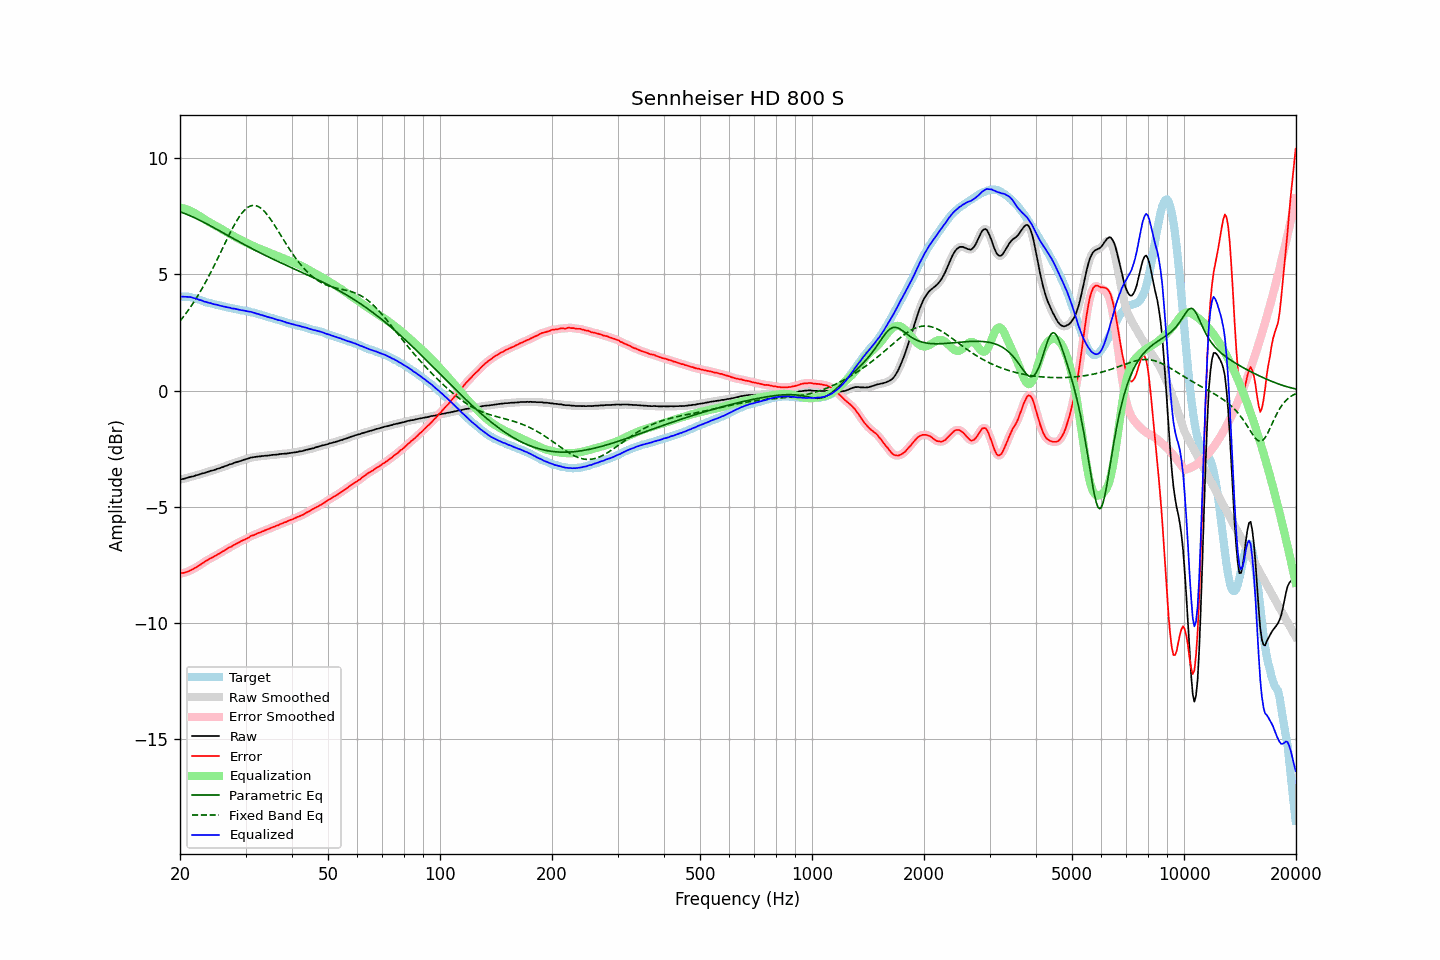 Sennheiser HD 800 S
Amplitude (dBr)
10
5
0
−5
−10
−15
Target
Raw Smoothed
Error Smoothed
Raw
Error
Equalization
Parametric Eq
Fixed Band Eq
Equalized
20
50
100
200
500
1000
2000
5000
10000
20000
Frequency (Hz)